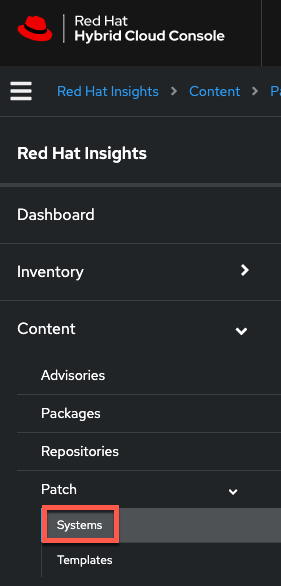 Red Hat
Hybrid Cloud Console
Red Hat Insights > Content > Pa
Red Hat Insights
Dashboard
Inventory
Content
Advisories
Packages
Repositories
Patch
Systems
Templates